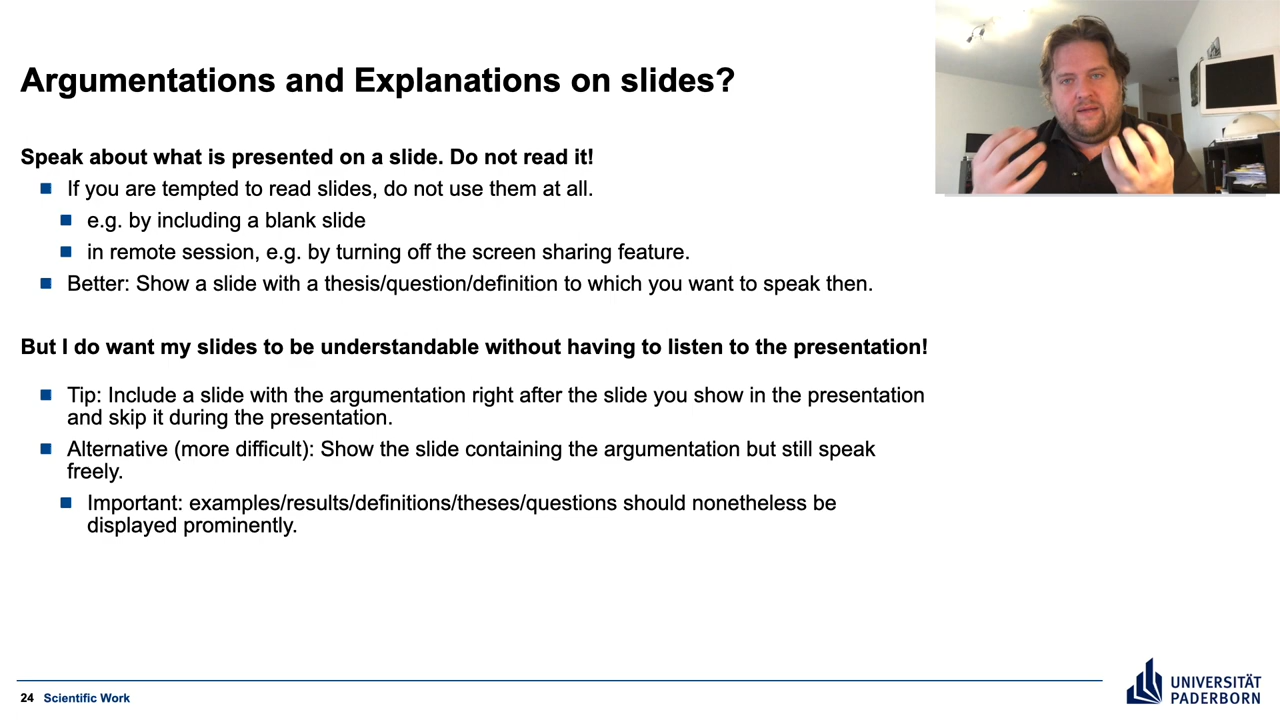 Argumentations and Explanations on slides?
Speak about what is presented on a slide. Do not read it!
If you are tempted to read slides, do not use them at all.
e.g. by including a blank slide
in remote session, e.g. by turning off the screen sharing feature.
Better: Show a slide with a thesis/question/definition to which you want to speak then.
But I do want my slides to be understandable without having to listen to the presentation!
Tip: Include a slide with the argumentation right after the slide you show in the presentation
and skip it during the presentation.
Alternative (more difficult): Show the slide containing the argumentation but still speak
freely.
Important: examples/results/definitions/theses/questions should nonetheless be
displayed prominently.
24 Scientific Work
UNIVERSITÄT
PADERBORN